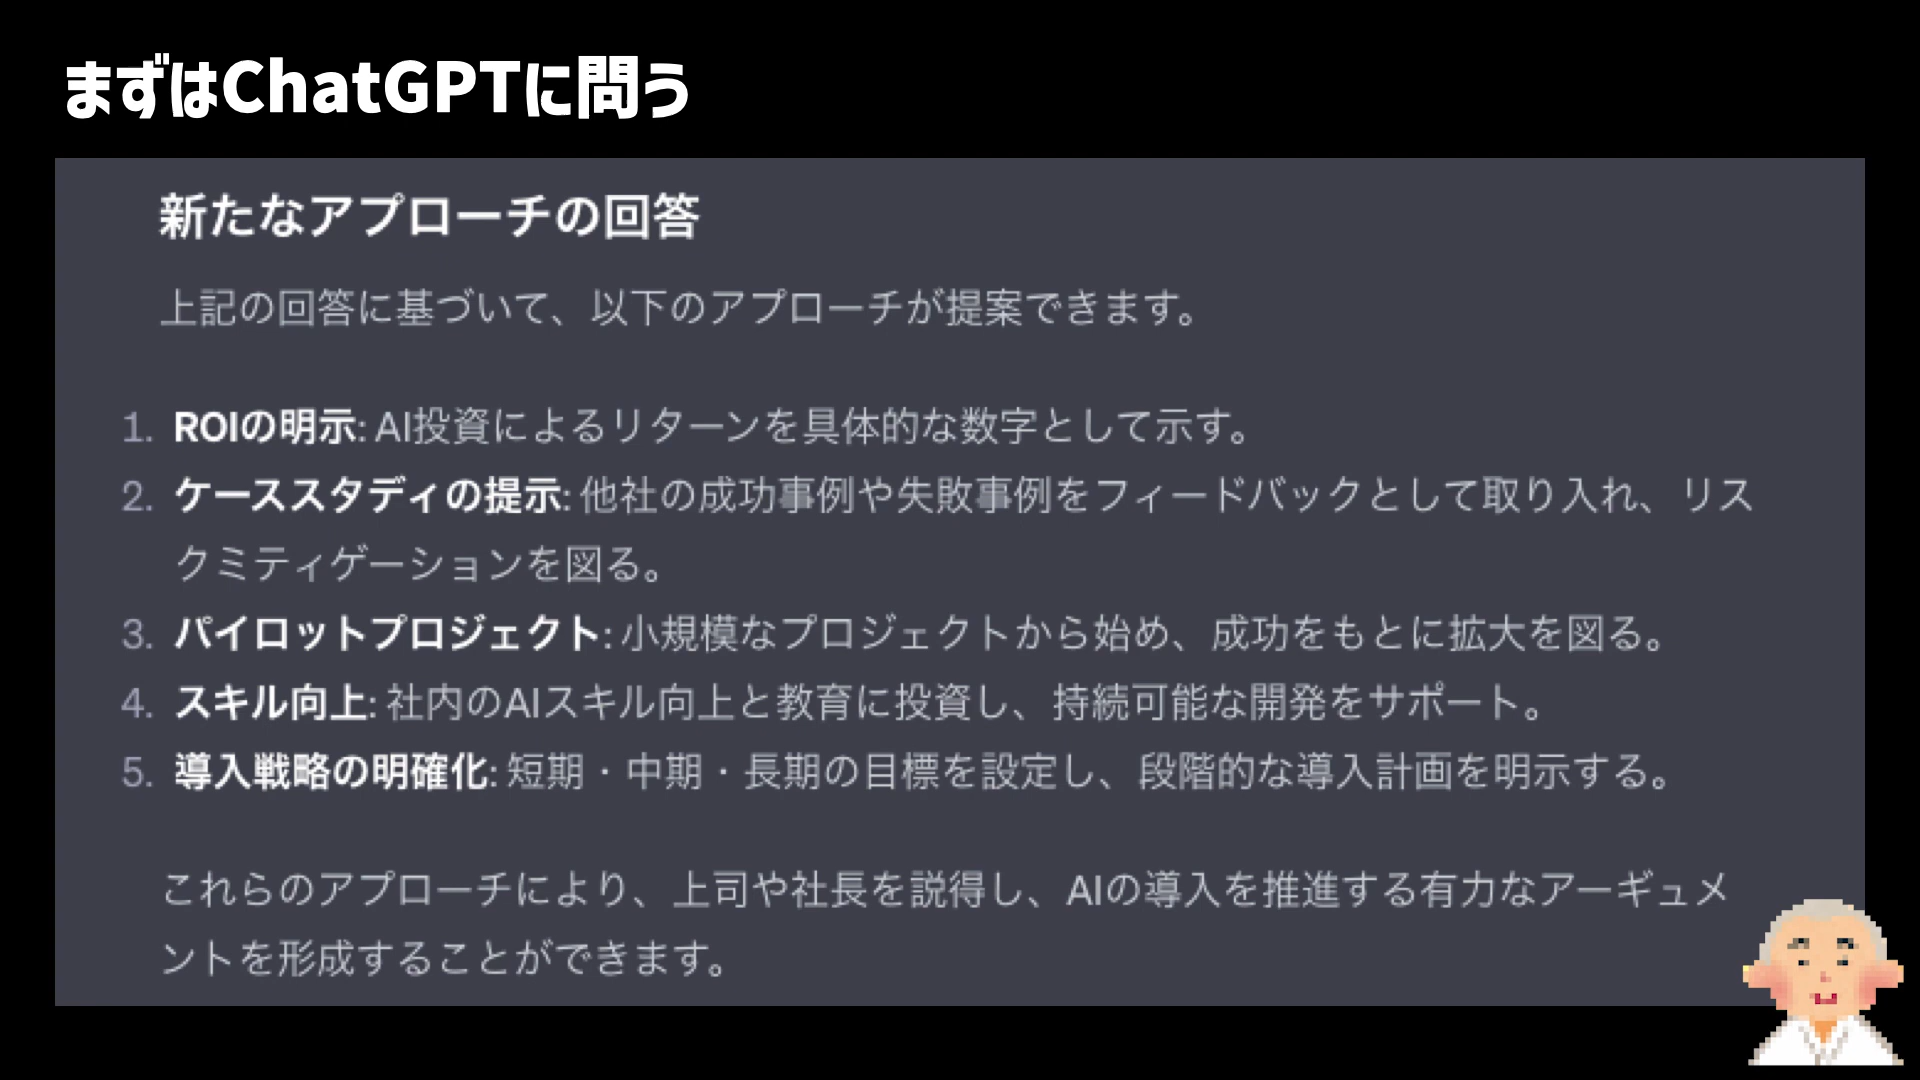 まずはChatGPTに問う
新たなアプローチの回答
上記の回答に基づいて、以下のアプローチが提案できます。
1. ROIの明示: AI投資によるリターンを具体的な数字として示す。
2. ケーススタディの提示: 他社の成功事例や失敗事例をフィードバックとして取り入れ、リス
クミティゲーションを図る。
3. パイロットプロジェクト: 小規模なプロジェクトから始め、成功をもとに拡大を図る。
4. スキル向上: 社内のAIスキル向上と教育に投資し、持続可能な開発をサポート。
5. 導入戦略の明確化: 短期・中期・長期の目標を設定し、段階的な導入計画を明示する。
これらのアプローチにより、上司や社長を説得し、AIの導入を推進する有力なアーギュメ
ントを形成することができます。